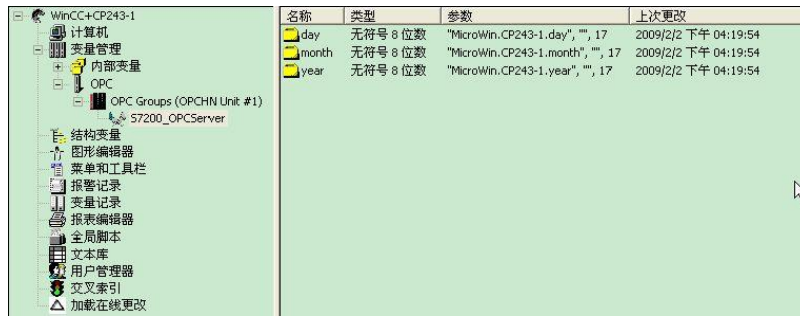 WinCC+CP243-1
计算机
变量管理
内部变量
OPC
OPC Groups (OPCHN Unit #1)
S7200_OPCServer
结构变量
图形编辑器
菜单和工具栏
报警记录
变量记录
报表编辑器
全局脚本
文本库
用户管理器
交叉索引
加载在线更改
名称 类型 参数 上次更改
day 无符号 8 位数 "MicroWin.CP243-1.day", "", 17 2009/2/2 下午 04:19:54
month 无符号 8 位数 "MicroWin.CP243-1.month", "", 17 2009/2/2 下午 04:19:54
year 无符号 8 位数 "MicroWin.CP243-1.year", "", 17 2009/2/2 下午 04:19:54